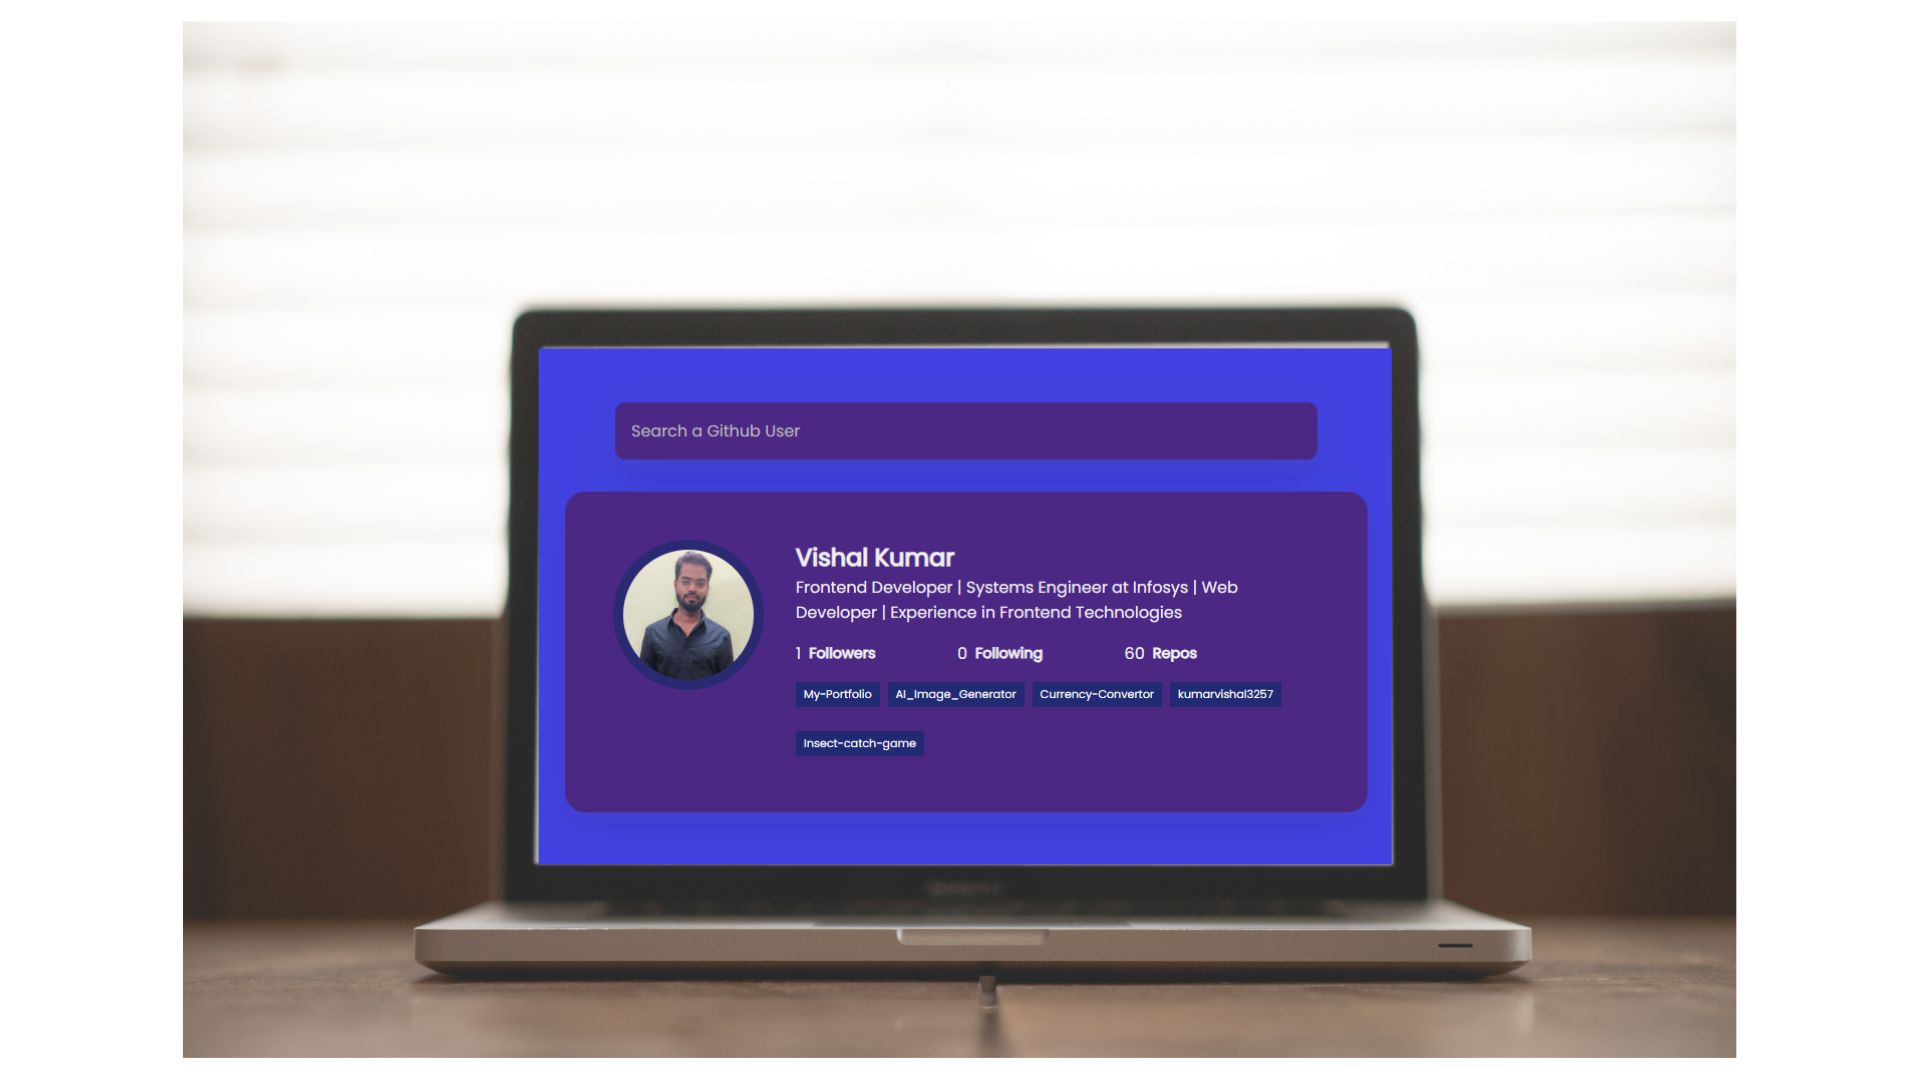 Search a Github User
Vishal Kumar
Frontend Developer | Systems Engineer at Infosys | Web
Developer | Experience in Frontend Technologies
1 Followers 0 Following 60 Repos
My-Portfolio AI_Image_Generator Currency-Convertor kumarvishal3257
Insect-catch-game